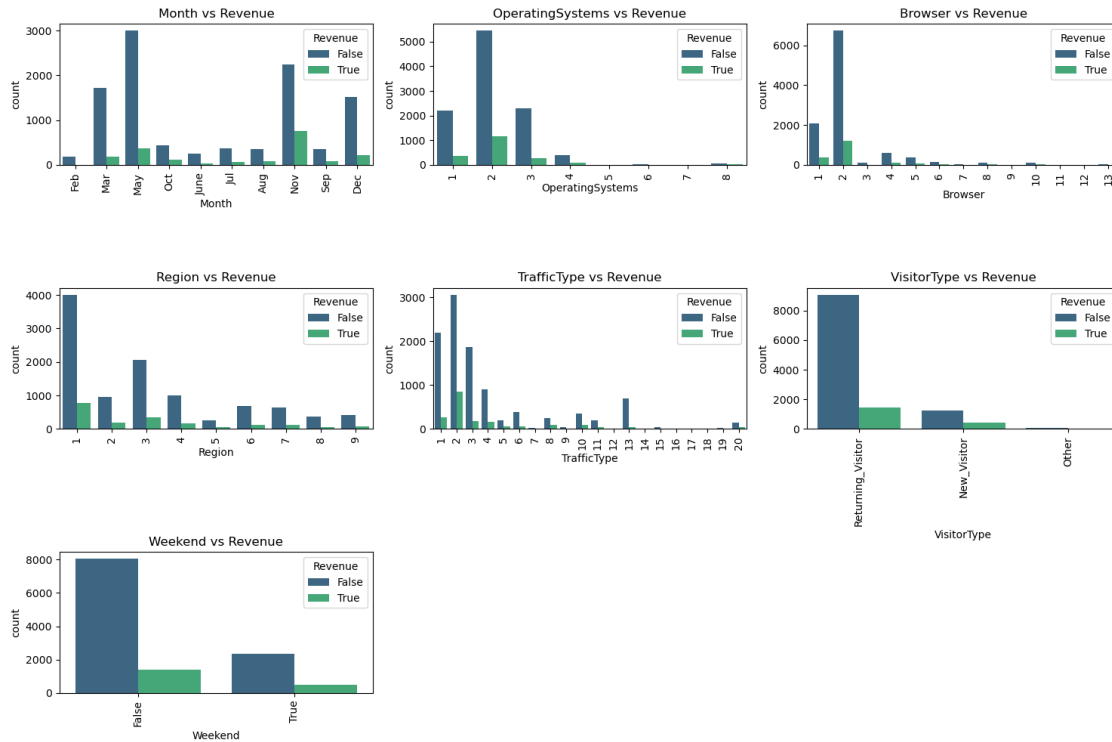 Month vs Revenue
3000
2000
1000
0
count
Revenue
False
True
Feb Mar May Oct June Jul Aug Nov Sep Dec
Month
OperatingSystems vs Revenue
5000
4000
3000
2000
1000
0
count
Revenue
False
True
1 2 3 4 5 6 7 8
OperatingSystems
Browser vs Revenue
6000
4000
2000
0
count
Revenue
False
True
1 2 3 4 5 6 7 8 9 10 11 12 13
Browser
Region vs Revenue
4000
3000
2000
1000
0
count
Revenue
False
True
1 2 3 4 5 6 7 8 9
Region
TrafficType vs Revenue
3000
2000
1000
0
count
Revenue
False
True
1 2 3 4 5 6 7 8 9 10 11 12 13 14 15 16 17 18 19 20
TrafficType
VisitorType vs Revenue
8000
6000
4000
2000
0
count
Revenue
False
True
Returning_Visitor New_Visitor Other
VisitorType
Weekend vs Revenue
8000
6000
4000
2000
0
count
Revenue
False
True
False True
Weekend